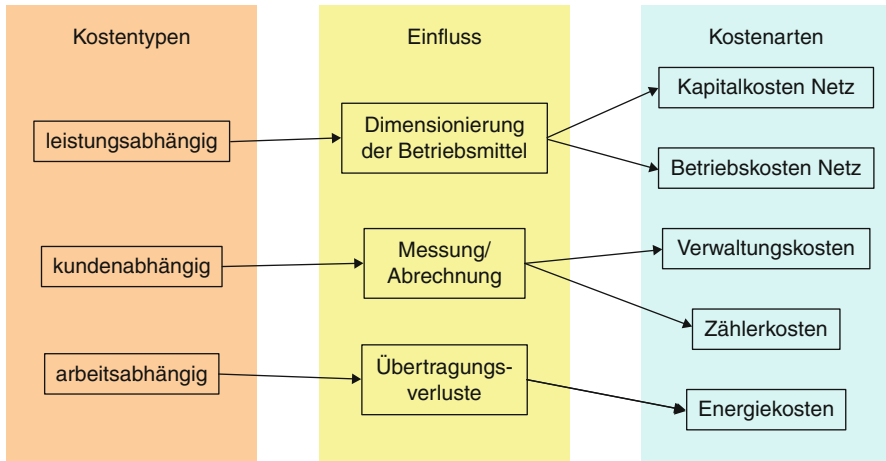 Kostentypen
Einfluss
Kostenarten
leistungsabhängig
Dimensionierung
der Betriebsmittel
Kapitalkosten Netz
Betriebskosten Netz
kundenabhängig
Messung/
Abrechnung
Verwaltungskosten
Zählerkosten
arbeitsabhängig
Übertragungs-
verluste
Energiekosten